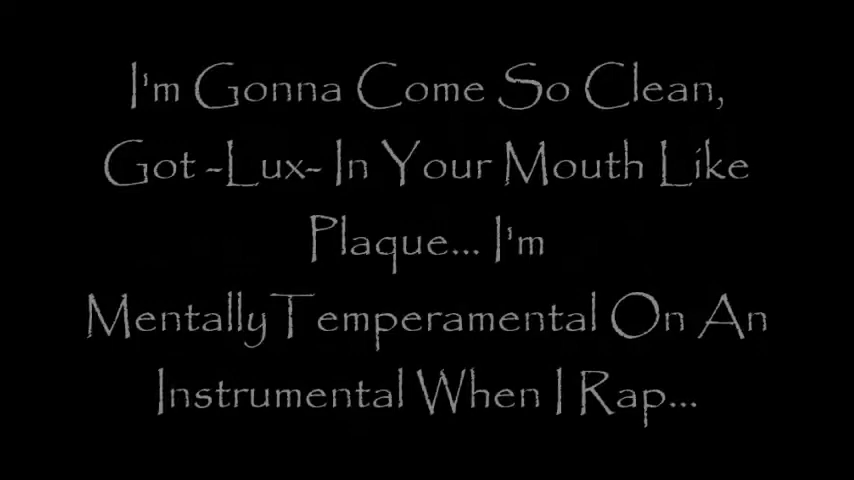 I'm Gonna Come So Clean,
Got -Lux- In Your Mouth Like
Plaque... I'm
MentallyTemperamental On An
Instrumental When I Rap...